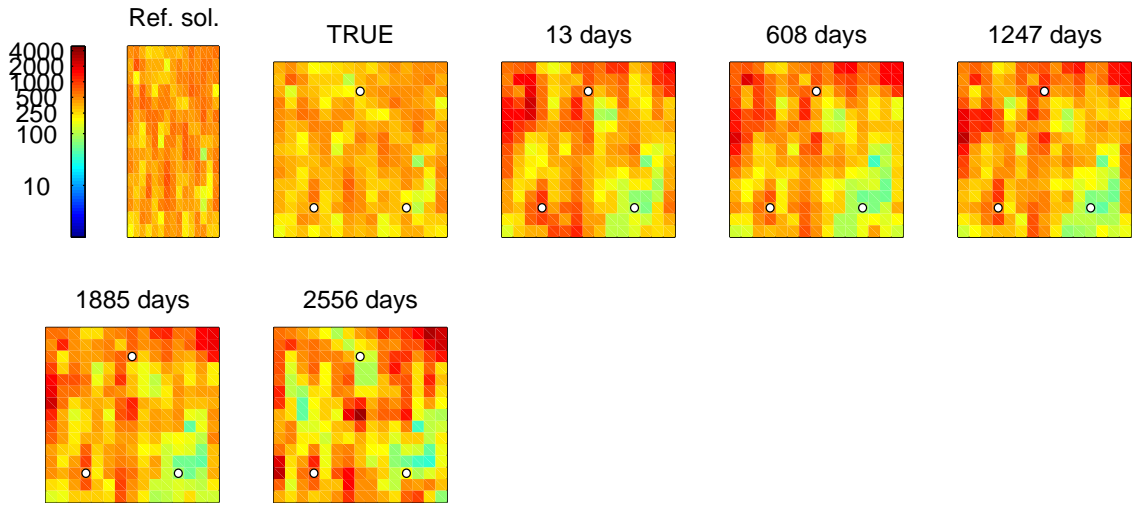 Ref. sol.
TRUE
13 days
608 days
1247 days
4000
2000
1000
500
250
100
10
1885 days
2556 days